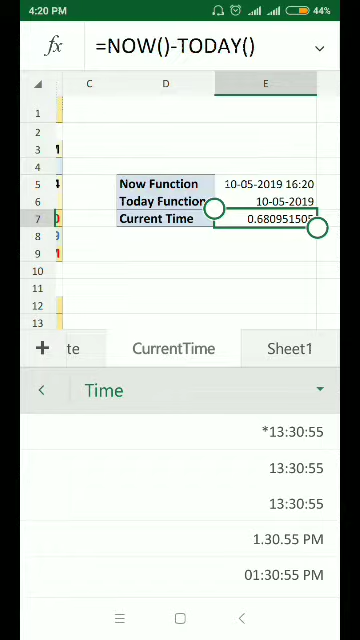 4:20 PM 44%
fx =NOW()-TODAY()
C D E
1
2
3
4
5 Now Function 10-05-2019 16:20
6 Today Function 10-05-2019
7 Current Time 0.680951505
8
9
10
11
12
13
+ te CurrentTime Sheet1
Time
*13:30:55
13:30:55
13:30:55
1.30.55 PM
01:30:55 PM